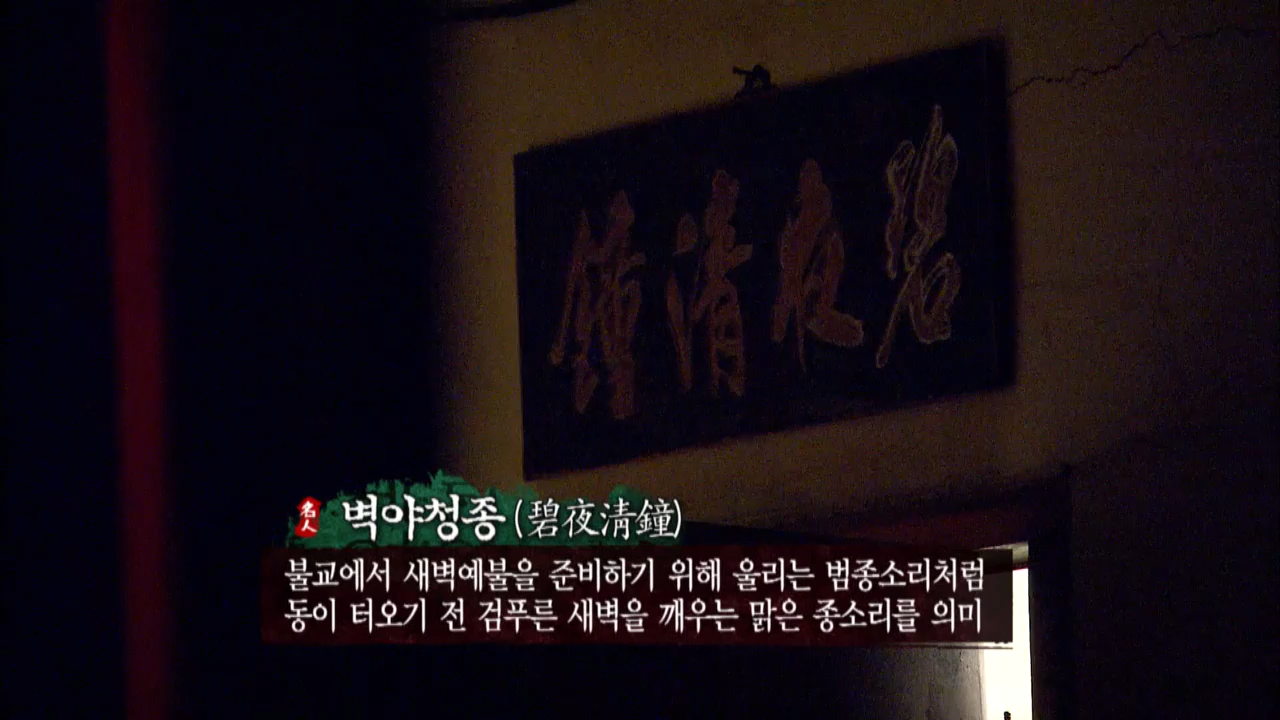 碧夜清鐘
名人
벽야청종(碧夜淸鐘)
불교에서 새벽예불을 준비하기 위해 울리는 범종소리처럼
동이 터오기 전 검푸른 새벽을 깨우는 맑은 종소리를 의미